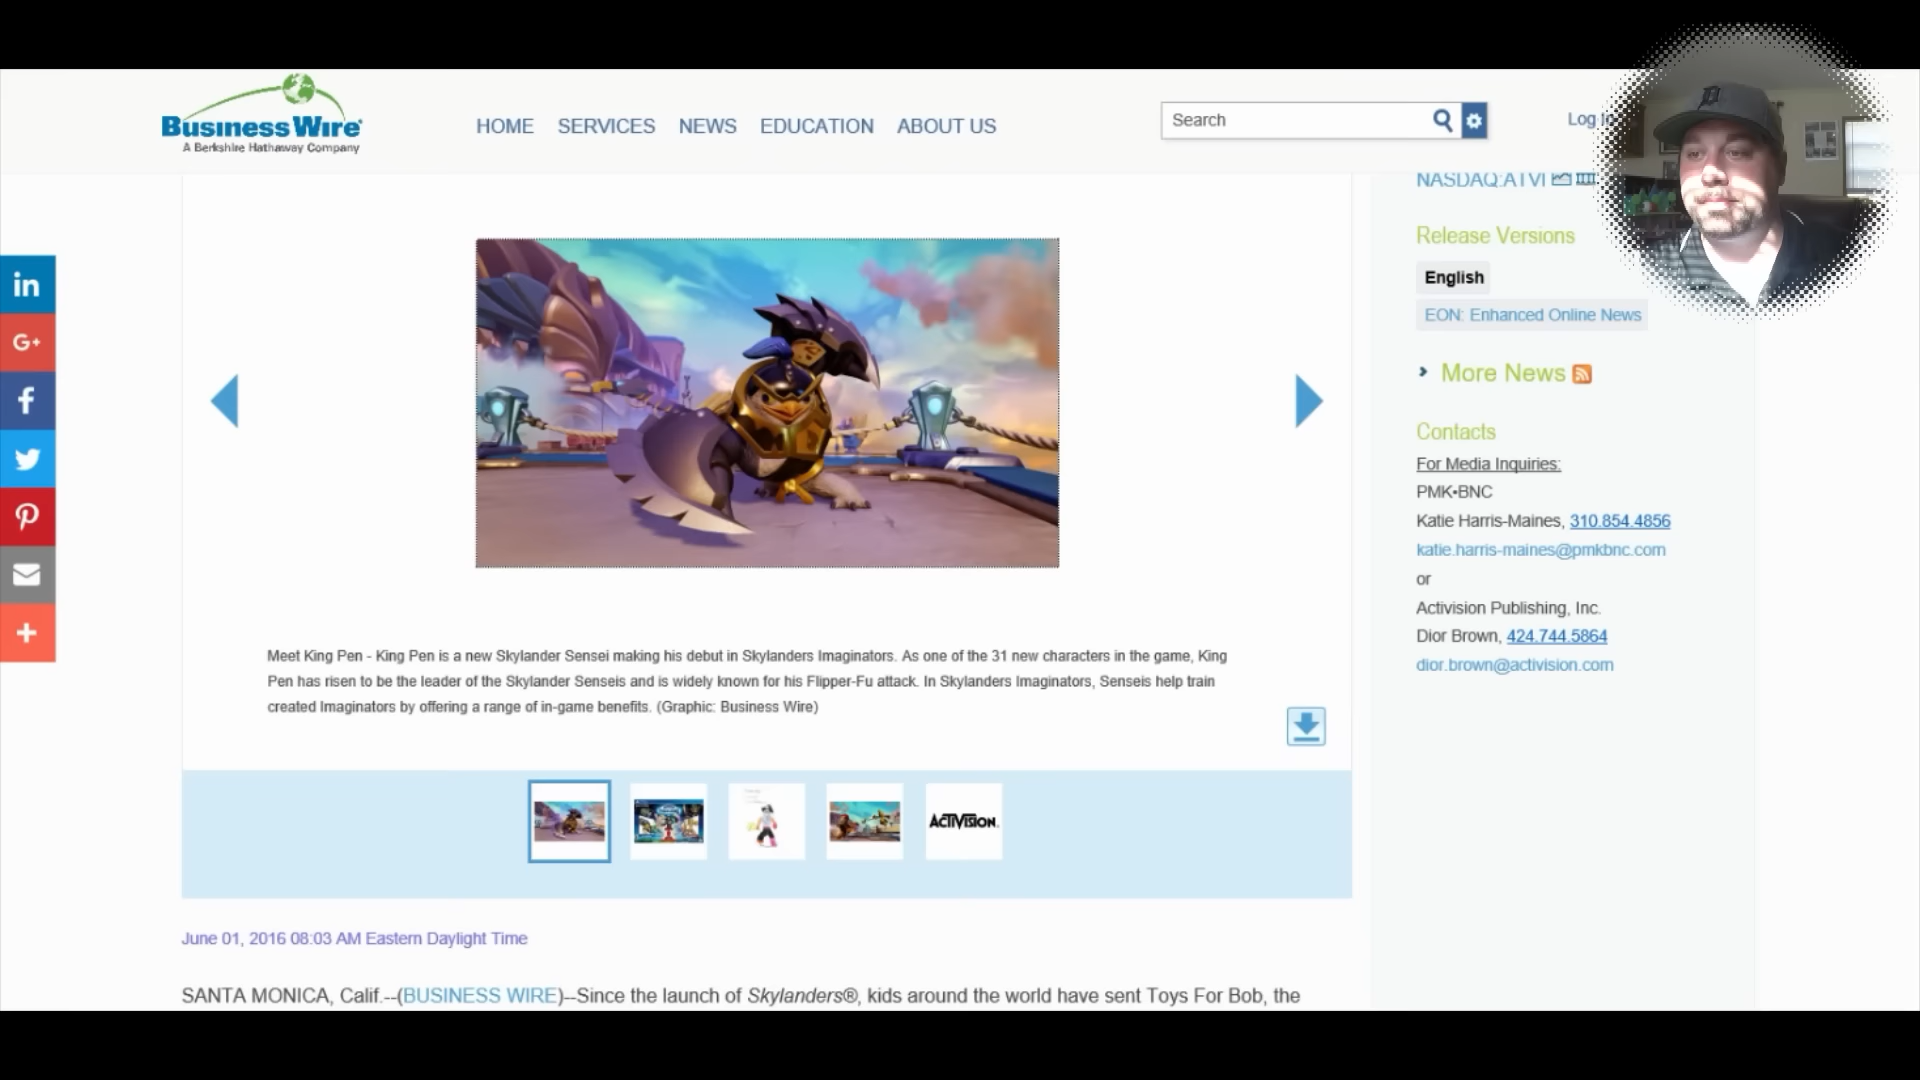 BusinessWire
A Berkshire Hathaway Company
HOME SERVICES NEWS EDUCATION ABOUT US
Search
Log
NASDAQ:ATVI
Release Versions
English
EON: Enhanced Online News
More News
Contacts
For Media Inquiries:
PMK•BNC
Katie Harris-Maines, 310.854.4856
katie.harris-maines@pmkbnc.com
or
Activision Publishing, Inc.
Dior Brown, 424.744.5864
dior.brown@activision.com
in
G+
f
Meet King Pen - King Pen is a new Skylander Sensei making his debut in Skylanders Imaginators. As one of the 31 new characters in the game, King
Pen has risen to be the leader of the Skylander Senseis and is widely known for his Flipper-Fu attack. In Skylanders Imaginators, Senseis help train
created Imaginators by offering a range of in-game benefits. (Graphic: Business Wire)
ACTIVISION.
June 01, 2016 08:03 AM Eastern Daylight Time
SANTA MONICA, Calif.--(BUSINESS WIRE)--Since the launch of Skylanders®, kids around the world have sent Toys For Bob, the